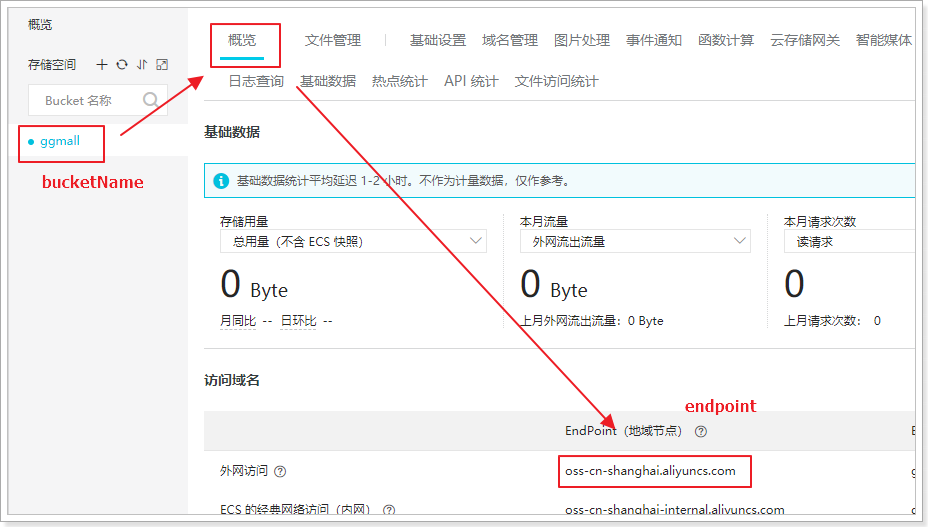 概览
存储空间
Bucket 名称
ggmall
bucketName
概览 文件管理 基础设置 域名管理 图片处理 事件通知 函数计算 云存储网关 智能媒体
日志查询 基础数据 热点统计 API 统计 文件访问统计
基础数据
基础数据统计平均延迟 1-2 小时。不作为计量数据，仅作参考。
存储用量 本月流量 本月请求次数
总用量（不含 ECS 快照） 外网流出流量 读请求
0 Byte 0 Byte 0
月同比 -- 日环比 -- 上月外网流出流量：0 Byte 上月请求次数： 0
访问域名
endpoint
EndPoint（地域节点）
外网访问 oss-cn-shanghai.aliyuncs.com
ECS 的经典网络访问（内网） oss-cn-shanghai-internal.aliyuncs.com